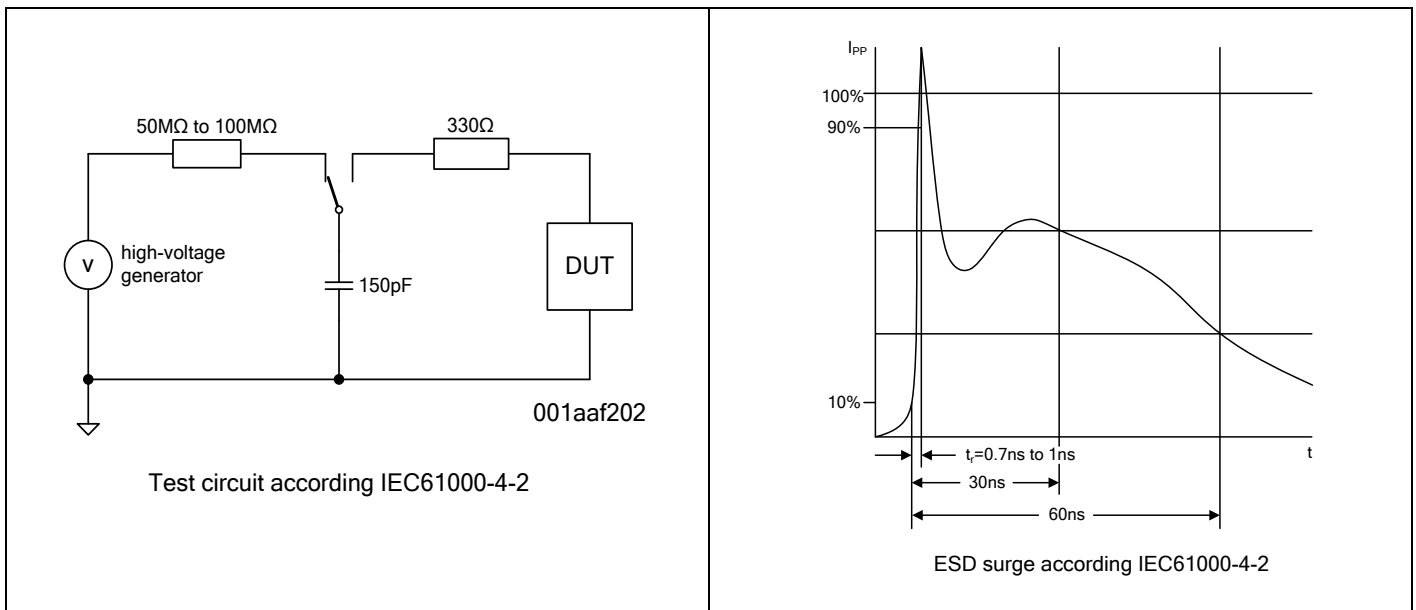 50MΩ to 100MΩ
330Ω
V
high-voltage
generator
150pF
DUT
001aaf202
Test circuit according IEC61000-4-2
IPP
100%
90%
10%
t
tr=0.7ns to 1ns
30ns
60ns
ESD surge according IEC61000-4-2